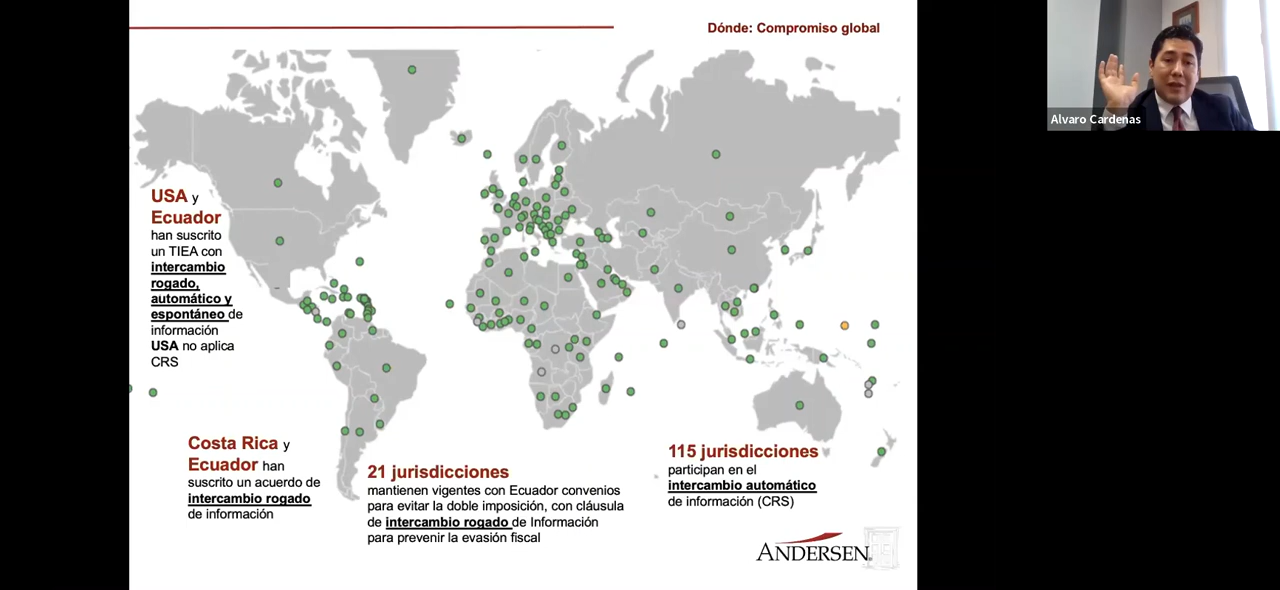 Dónde: Compromiso global
Alvaro Cardenas
USA y
Ecuador
han suscrito
un TIEA con
intercambio
rogado,
automático y
espontáneo de
información
USA no aplica
CRS
Costa Rica y
Ecuador han
suscrito un acuerdo de
intercambio rogado
de información
21 jurisdicciones
mantienen vigentes con Ecuador convenios
para evitar la doble imposición, con cláusula
de intercambio rogado de Información
para prevenir la evasión fiscal
115 jurisdicciones
participan en el
intercambio automático
de información (CRS)
ANDERSEN®